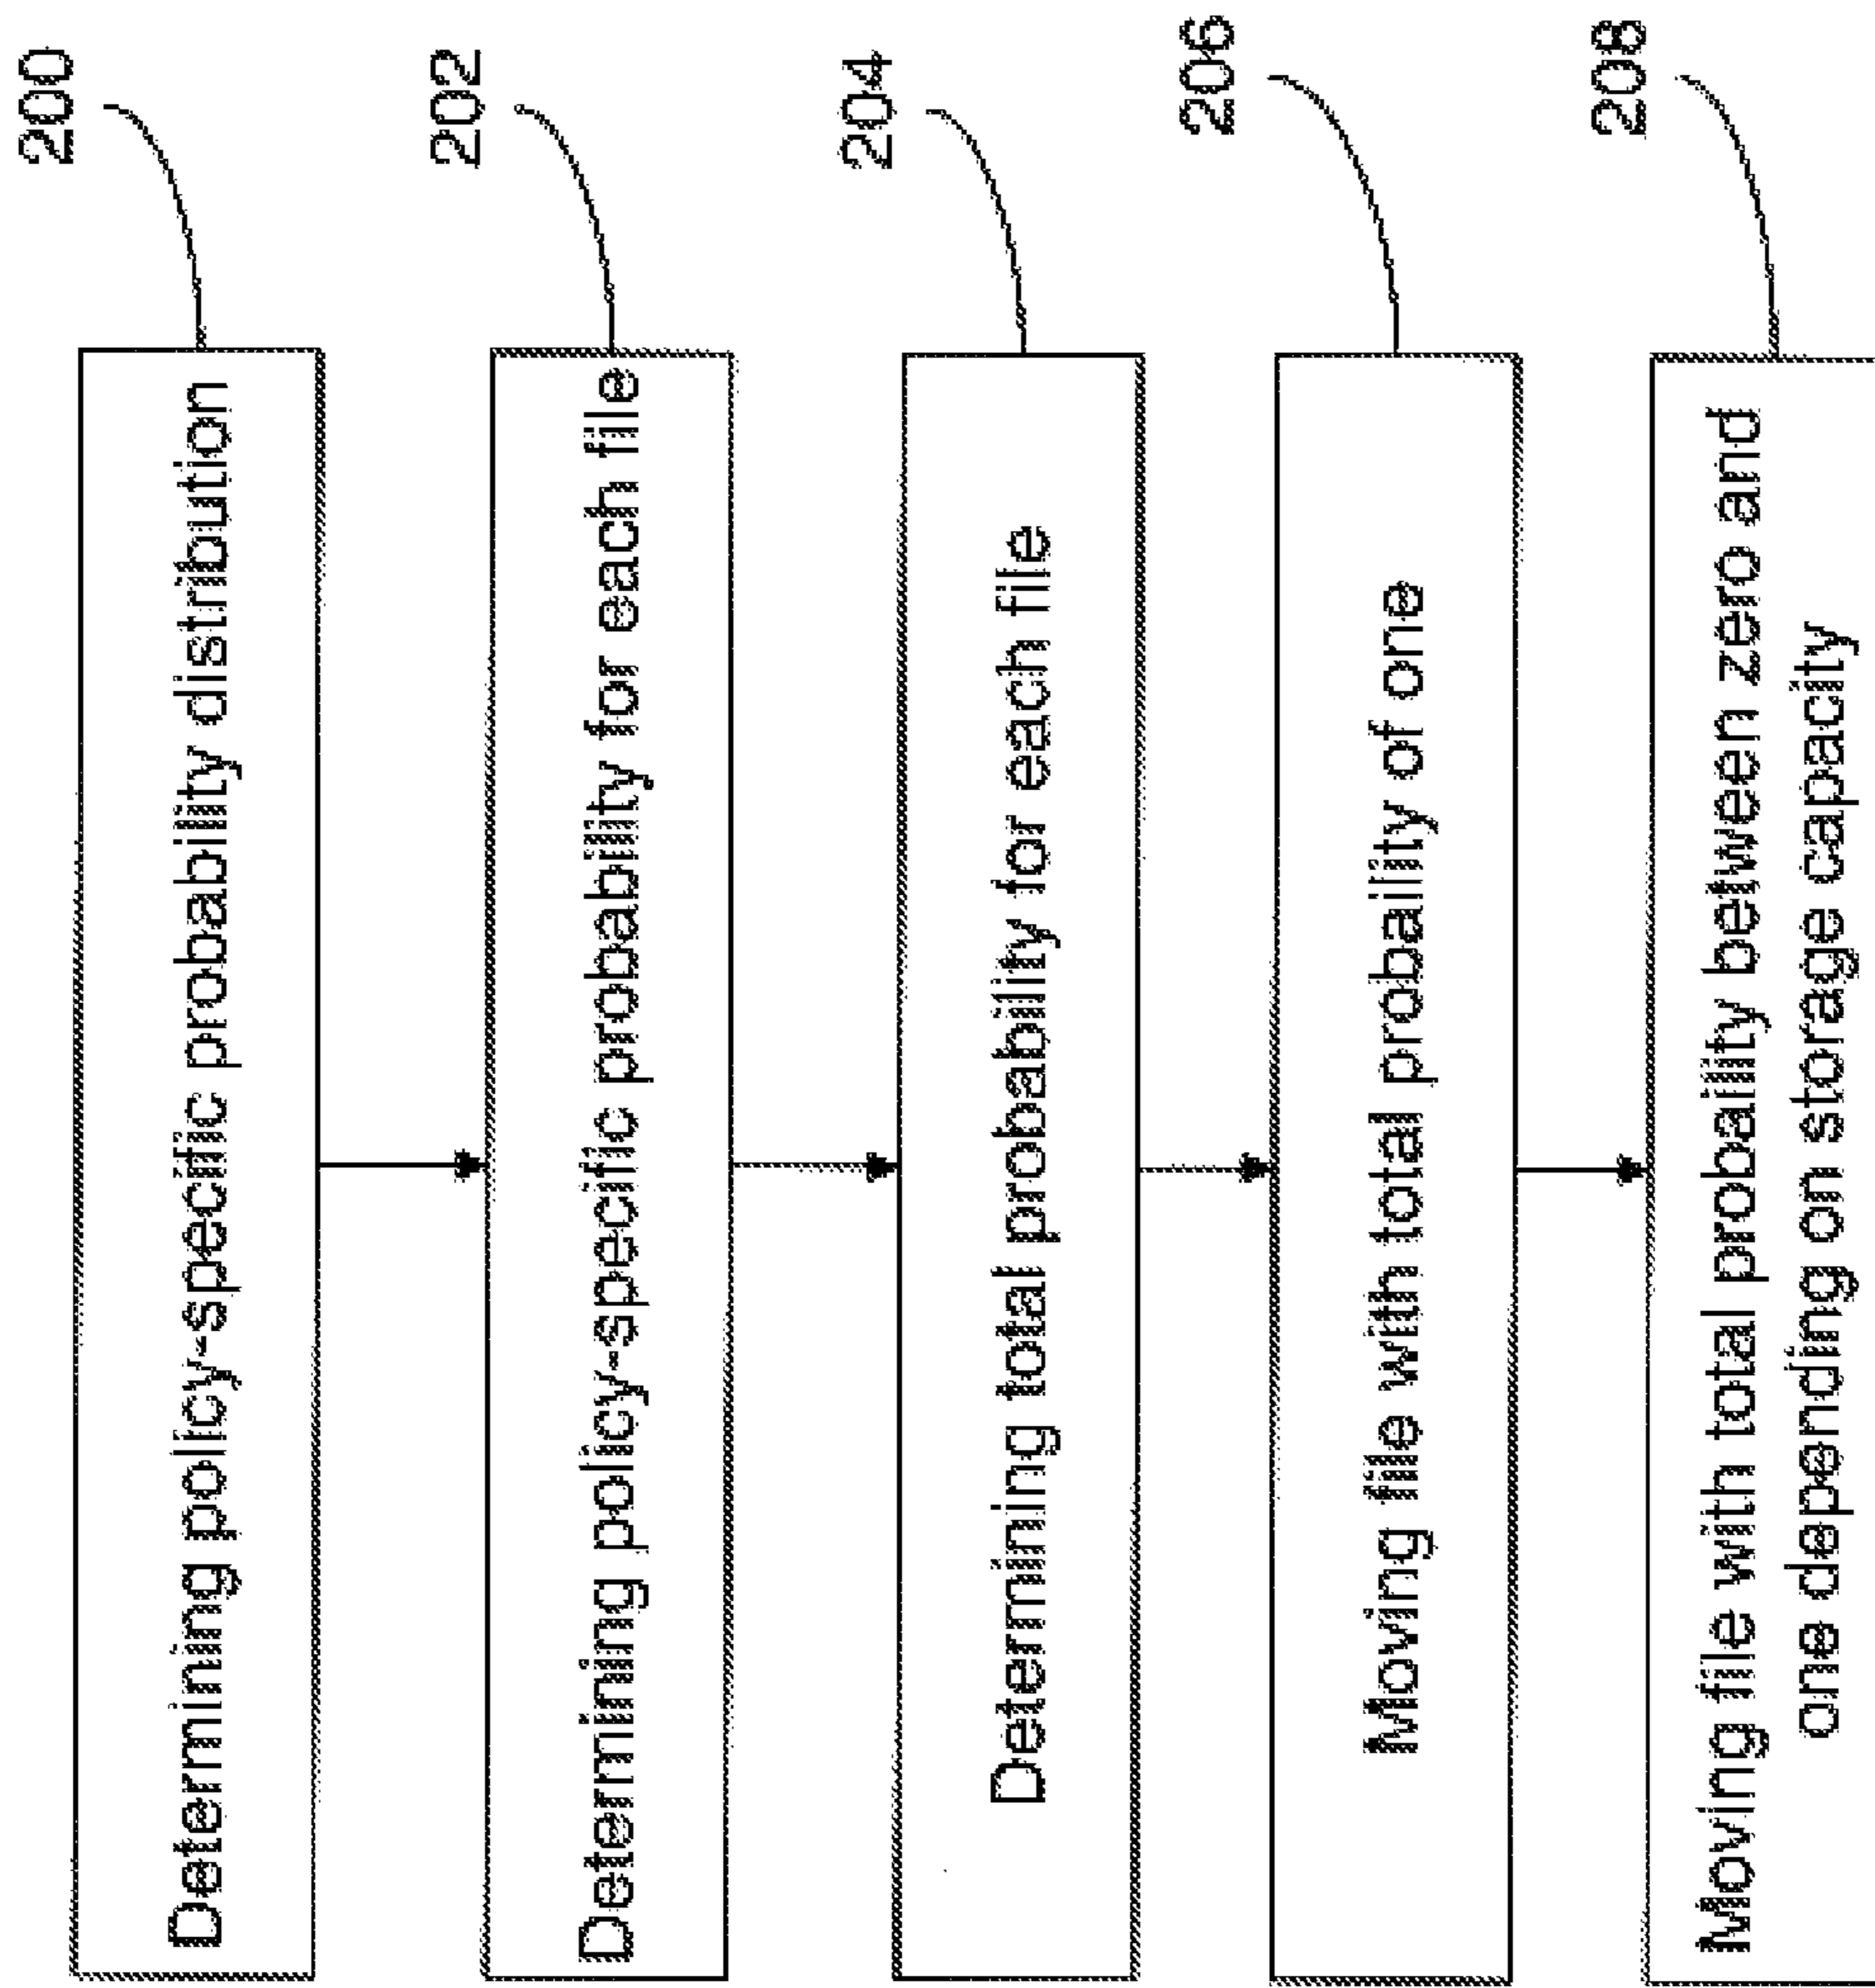 Determining policy-specific probability distribution
200
Determining policy-specific probability for each file
202
Determining total probability for each file
204
Moving file with total probability of one
206
Moving file with total probability between zero and
one depending on storage capacity
208